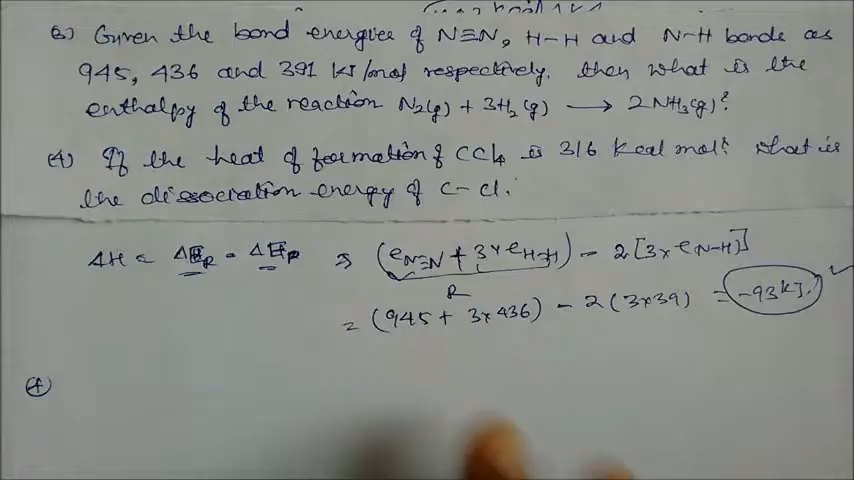 3) Given the bond energies of N≡N, H-H and N-H bonds as
945, 436 and 391 kJ/mol respectively. then what is the
enthalpy of the reaction N₂(g) + 3H₂(g) → 2NH₃(g)?
(4) If the heat of formation of CCl₄ is 316 Kcal mol? what is
the dissociation energy of C-Cl.
ΔH = ΔE_R - ΔE_P ⇒ (e_N≡N + 3×e_H-H) - 2[3×e_N-H]
R
= (945 + 3×436) - 2(3×39) = -93 kJ.
④